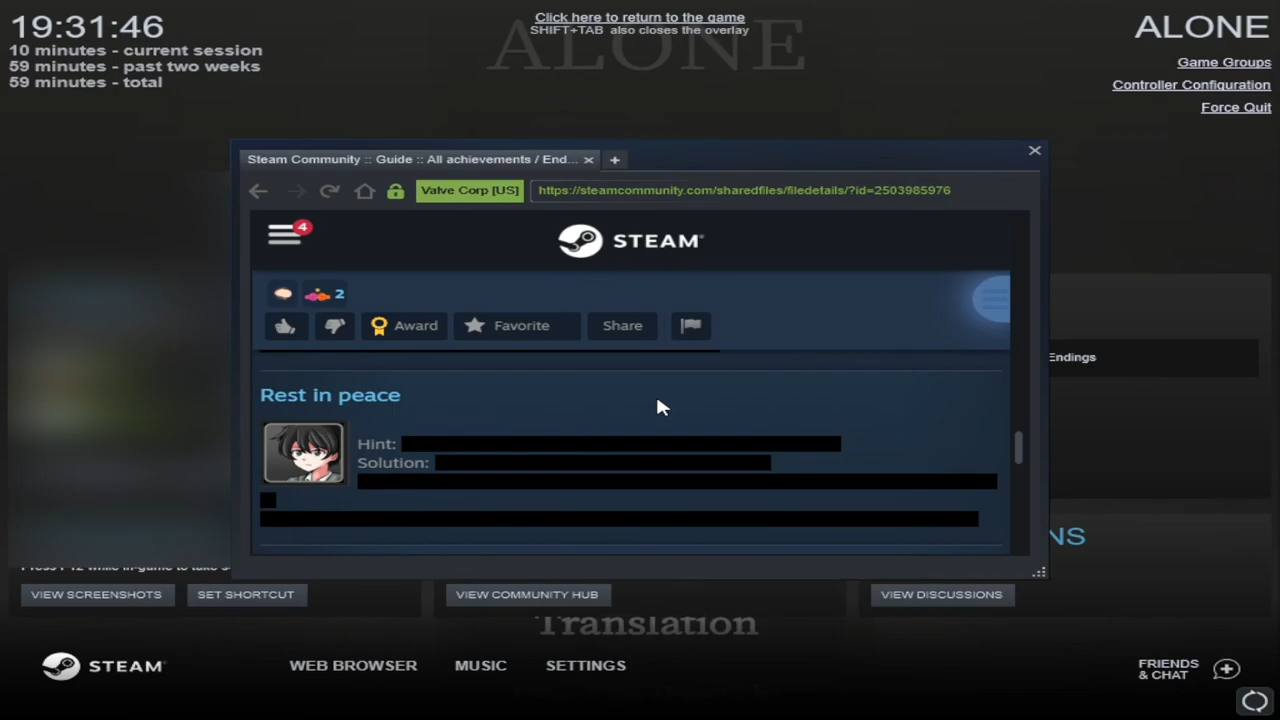 19:31:46
10 minutes - current session
59 minutes - past two weeks
59 minutes - total
Click here to return to the game
SHIFT+TAB also closes the overlay
ALONE
ALONE
Game Groups
Controller Configuration
Force Quit
Steam Community :: Guide :: All achievements / End...
Valve Corp [US]
https://steamcommunity.com/sharedfiles/filedetails/?id=2503985976
4
STEAM
2
Award
Favorite
Share
Endings
Rest in peace
Hint:
Solution:
NS
VIEW SCREENSHOTS
SET SHORTCUT
VIEW COMMUNITY HUB
VIEW DISCUSSIONS
Translation
STEAM
WEB BROWSER
MUSIC
SETTINGS
FRIENDS
& CHAT